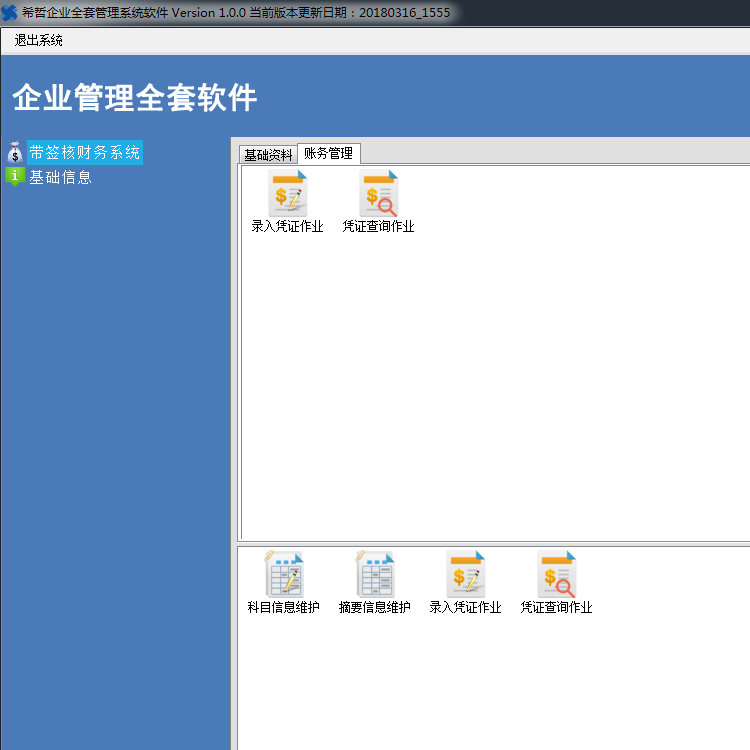 希哲企业全套管理系统软件 Version 1.0.0 当前版本更新日期：20180316_1555
退出系统
企业管理全套软件
带签核财务系统
基础信息
基础资料 账务管理
录入凭证作业 凭证查询作业
科目信息维护 摘要信息维护 录入凭证作业 凭证查询作业